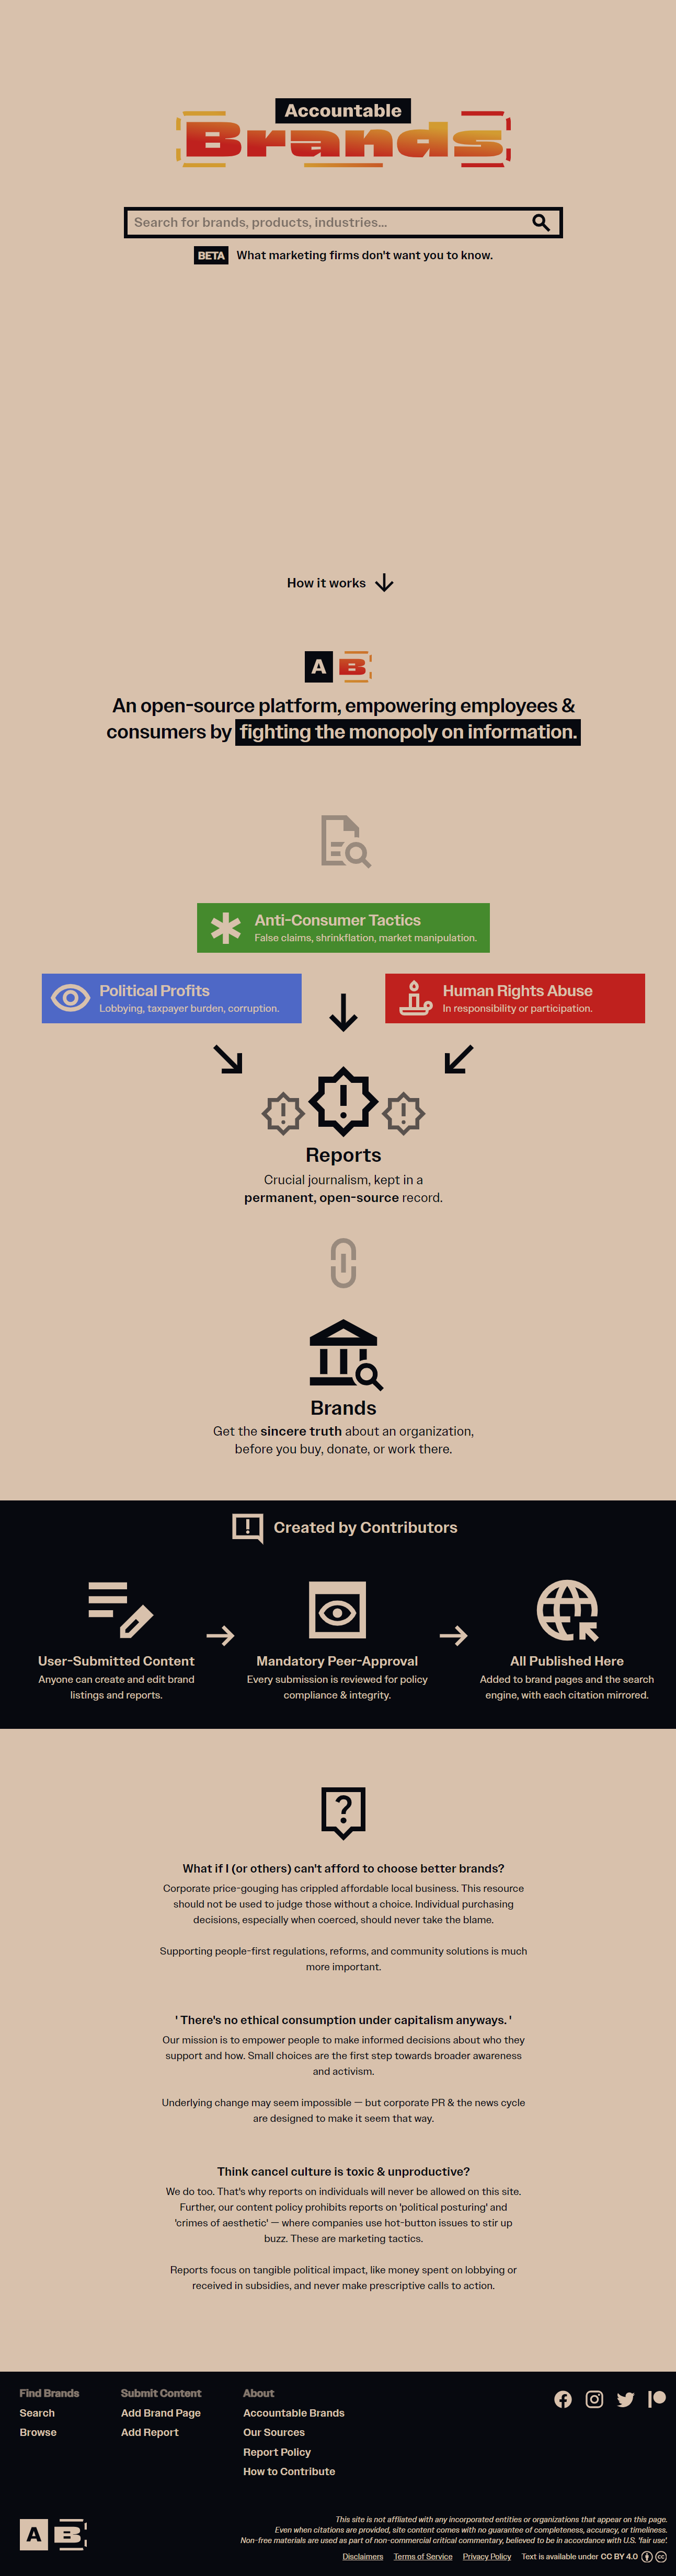 Accountable
Brands
Search for brands, products, industries...
BETA What marketing firms don't want you to know.
How it works
A B
An open-source platform, empowering employees &
consumers by fighting the monopoly on information.
Anti-Consumer Tactics
False claims, shrinkflation, market manipulation.
Political Profits
Lobbying, taxpayer burden, corruption.
Human Rights Abuse
In responsibility or participation.
Reports
Crucial journalism, kept in a
permanent, open-source record.
Brands
Get the sincere truth about an organization,
before you buy, donate, or work there.
Created by Contributors
User-Submitted Content
Anyone can create and edit brand
listings and reports.
Mandatory Peer-Approval
Every submission is reviewed for policy
compliance & integrity.
All Published Here
Added to brand pages and the search
engine, with each citation mirrored.
What if I (or others) can't afford to choose better brands?
Corporate price-gouging has crippled affordable local business. This resource
should not be used to judge those without a choice. Individual purchasing
decisions, especially when coerced, should never take the blame.
Supporting people-first regulations, reforms, and community solutions is much
more important.
' There's no ethical consumption under capitalism anyways. '
Our mission is to empower people to make informed decisions about who they
support and how. Small choices are the first step towards broader awareness
and activism.
Underlying change may seem impossible — but corporate PR & the news cycle
are designed to make it seem that way.
Think cancel culture is toxic & unproductive?
We do too. That's why reports on individuals will never be allowed on this site.
Further, our content policy prohibits reports on 'political posturing' and
'crimes of aesthetic' — where companies use hot-button issues to stir up
buzz. These are marketing tactics.
Reports focus on tangible political impact, like money spent on lobbying or
received in subsidies, and never make prescriptive calls to action.
Find Brands
Search
Browse
Submit Content
Add Brand Page
Add Report
About
Accountable Brands
Our Sources
Report Policy
How to Contribute
A B
This site is not affliated with any incorporated entities or organizations that appear on this page.
Even when citations are provided, site content comes with no guarantee of completeness, accuracy, or timeliness.
Non-free materials are used as part of non-commercial critical commentary, believed to be in accordance with U.S. 'fair use'.
Disclaimers Terms of Service Privacy Policy Text is available under CC BY 4.0